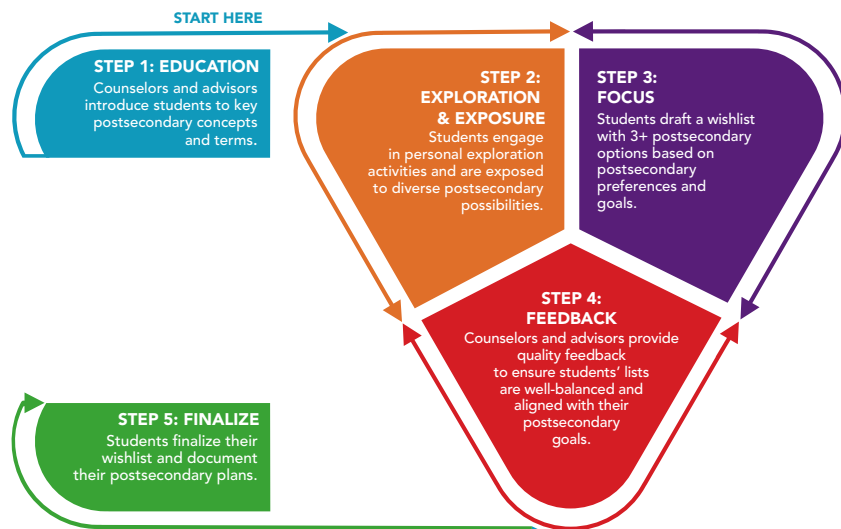 START HERE
STEP 1: EDUCATION
Counselors and advisors
introduce students to key
postsecondary concepts
and terms.
STEP 2:
EXPLORATION
& EXPOSURE
Students engage
in personal exploration
activities and are exposed
to diverse postsecondary
possibilities.
STEP 3:
FOCUS
Students draft a wishlist
with 3+ postsecondary
options based on
postsecondary
preferences and
goals.
STEP 4:
FEEDBACK
Counselors and advisors provide
quality feedback
to ensure students’ lists
are well-balanced and
aligned with their
postsecondary
goals.
STEP 5: FINALIZE
Students finalize their
wishlist and document
their postsecondary plans.